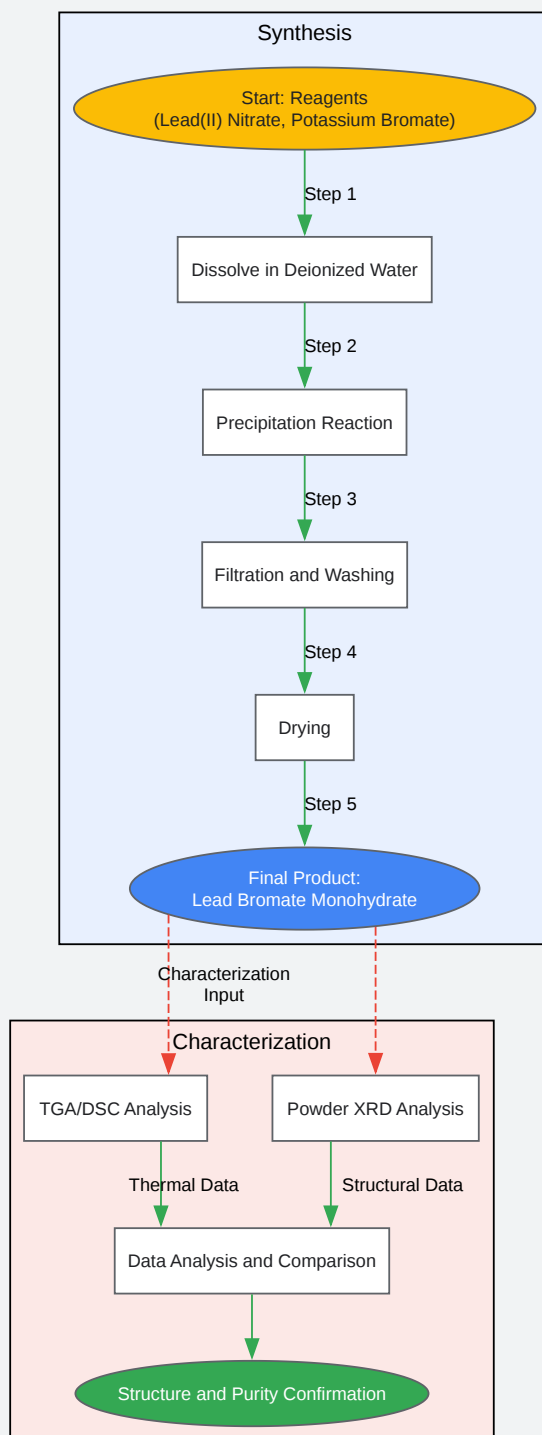 Synthesis
Start: Reagents
(Lead(II) Nitrate, Potassium Bromate)
Step 1
Dissolve in Deionized Water
Step 2
Precipitation Reaction
Step 3
Filtration and Washing
Step 4
Drying
Step 5
Final Product:
Lead Bromate Monohydrate
Characterization
Input
Characterization
TGA/DSC Analysis
Powder XRD Analysis
Thermal Data
Structural Data
Data Analysis and Comparison
Structure and Purity Confirmation